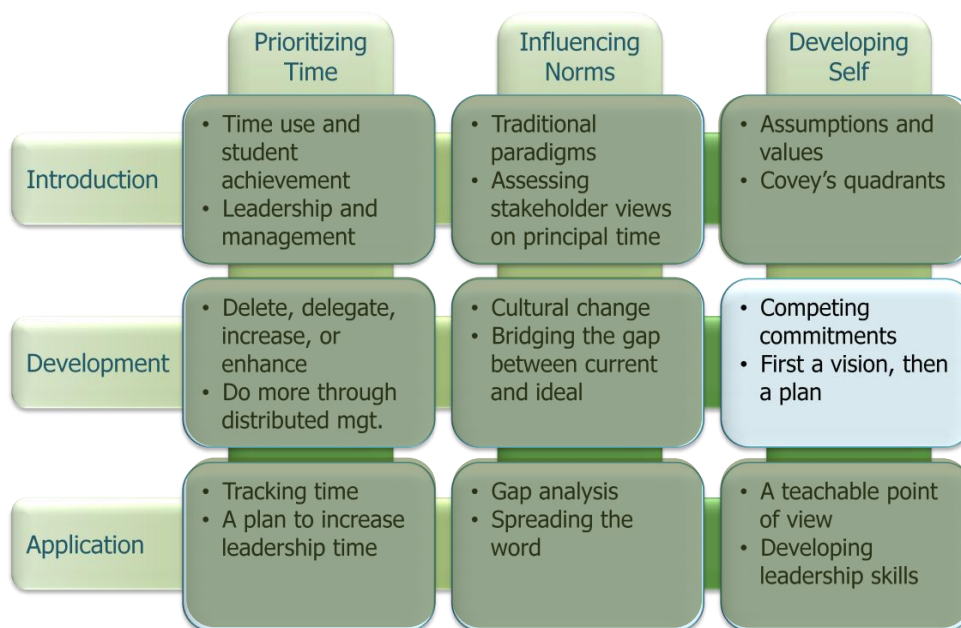 Prioritizing
Time
Influencing
Norms
Developing
Self
Introduction
• Time use and
student
achievement
• Leadership and
management
• Traditional
paradigms
• Assessing
stakeholder views
on principal time
• Assumptions and
values
• Covey's quadrants
Development
• Delete, delegate,
increase, or
enhance
• Do more through
distributed mgt.
• Cultural change
• Bridging the gap
between current
and ideal
• Competing
commitments
• First a vision, then
a plan
Application
• Tracking time
• A plan to increase
leadership time
• Gap analysis
• Spreading the
word
• A teachable point
of view
• Developing
leadership skills